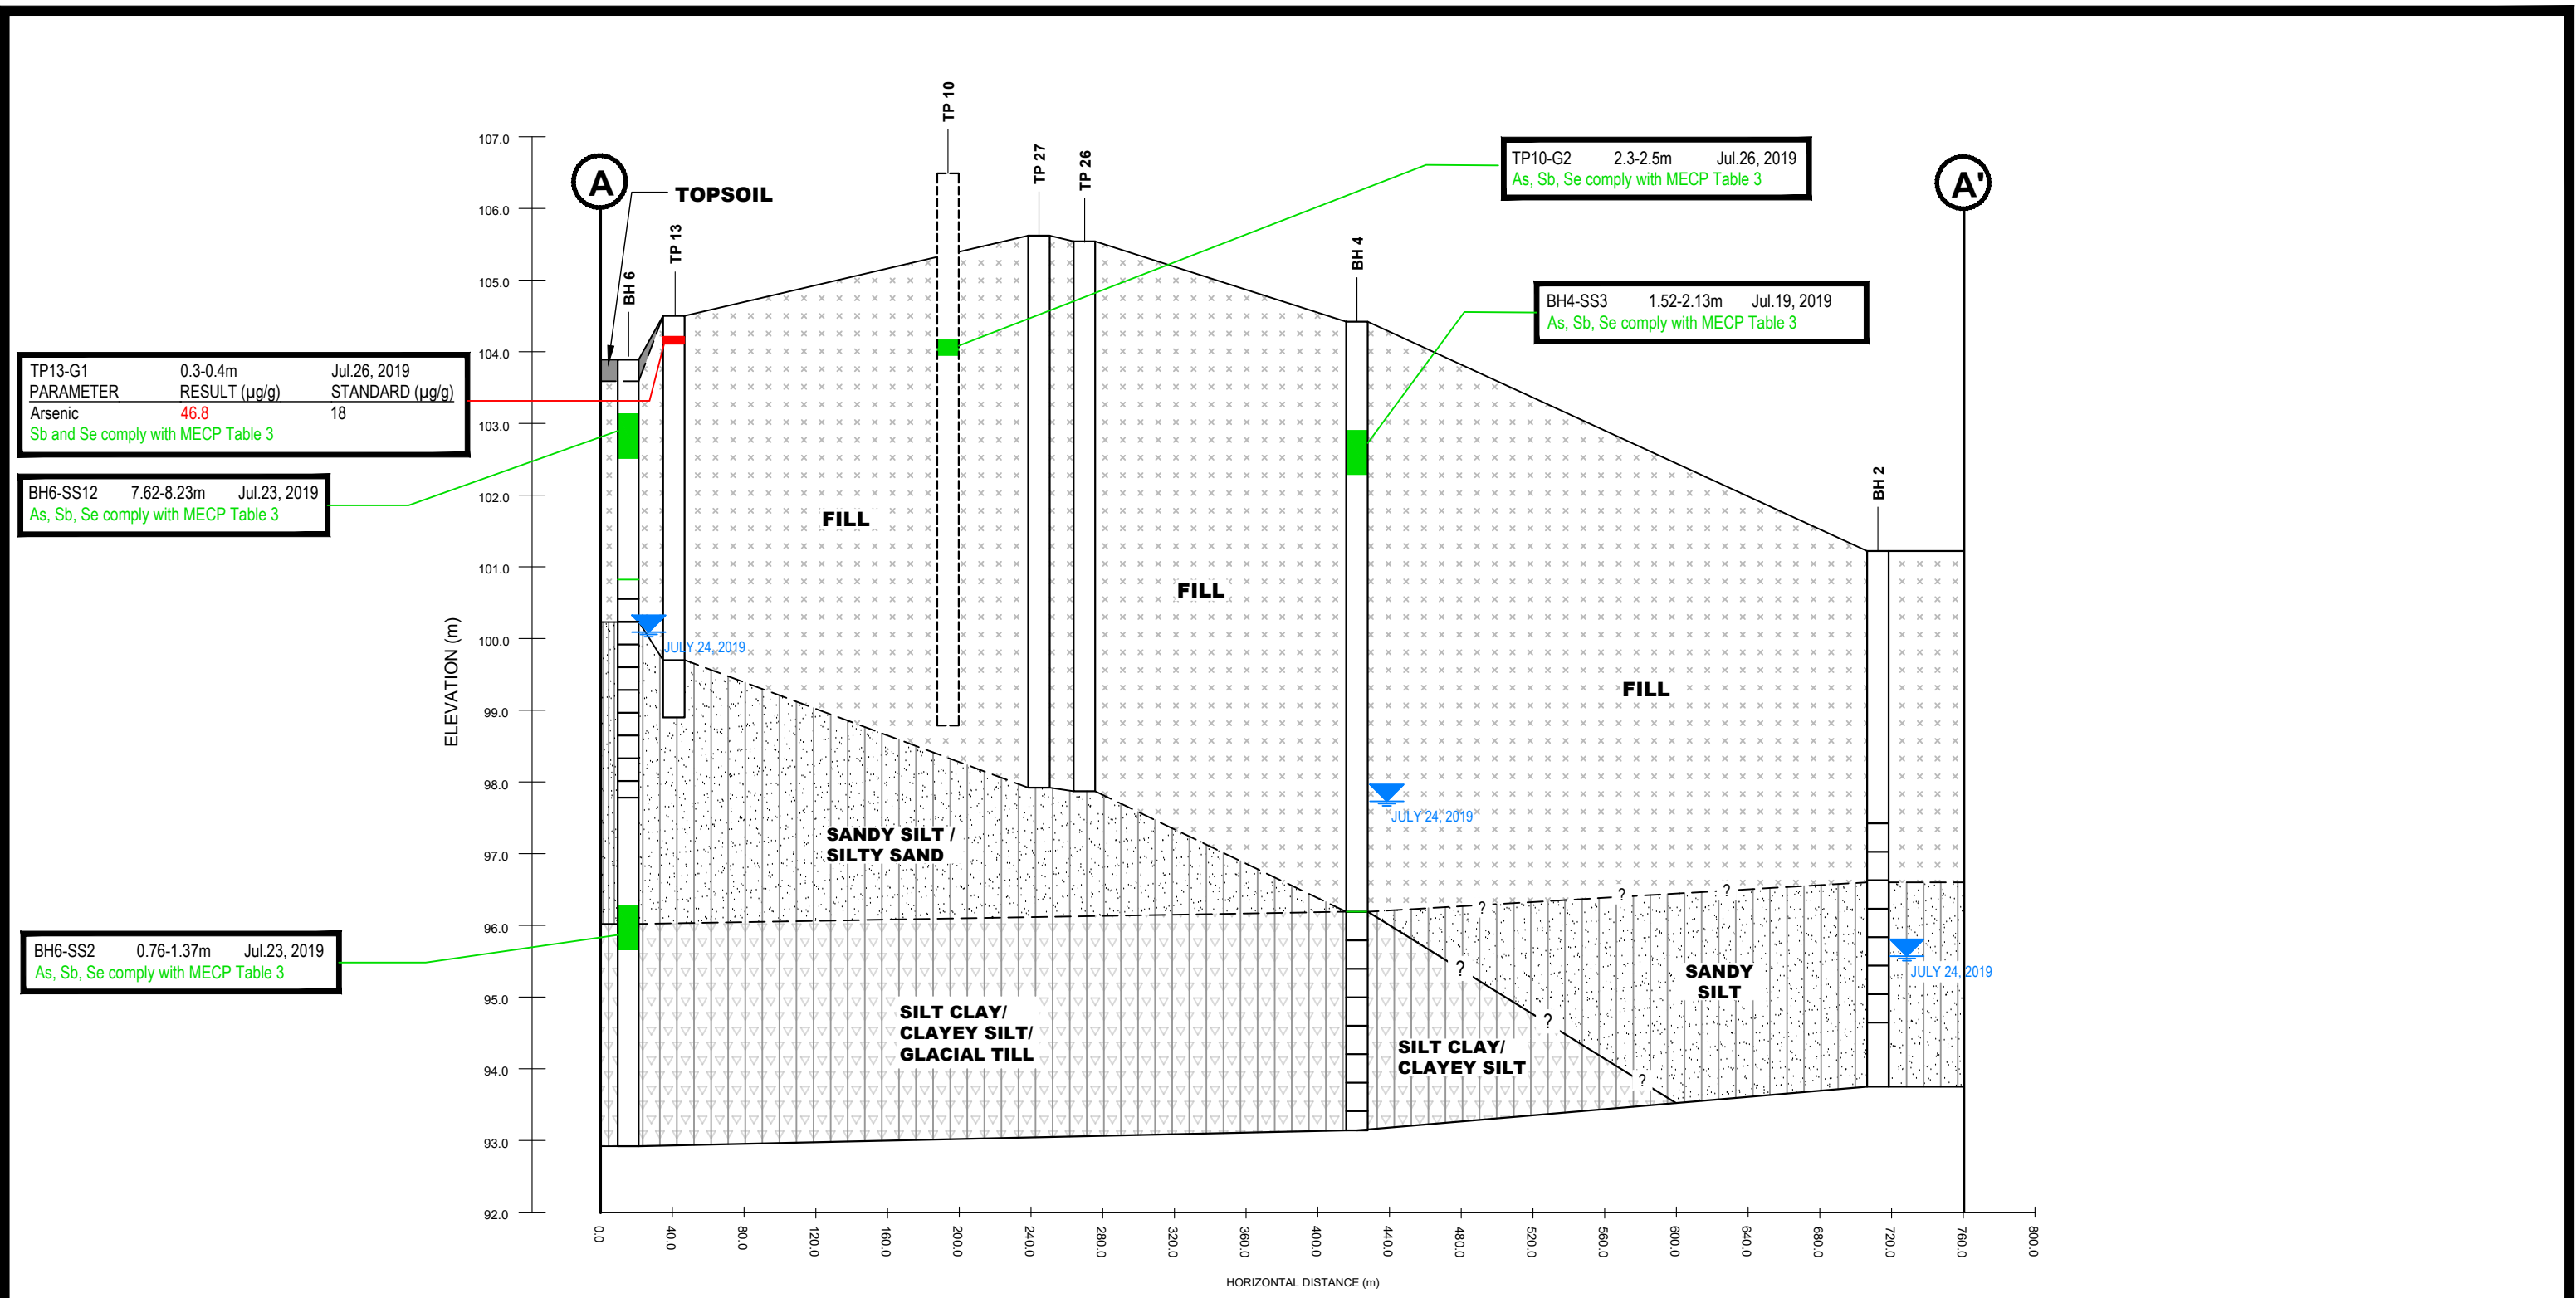 TP 10
TP 27
TP 26
TP 13
BH 6
BH 4
BH 2
A
A'
TOPSOIL
TP10-G2 2.3-2.5m Jul.26, 2019
As, Sb, Se comply with MECP Table 3
BH4-SS3 1.52-2.13m Jul.19, 2019
As, Sb, Se comply with MECP Table 3
TP13-G1 0.3-0.4m Jul.26, 2019
PARAMETER RESULT (µg/g) STANDARD (µg/g)
Arsenic 46.8 18
Sb and Se comply with MECP Table 3
BH6-SS12 7.62-8.23m Jul.23, 2019
As, Sb, Se comply with MECP Table 3
BH6-SS2 0.76-1.37m Jul.23, 2019
As, Sb, Se comply with MECP Table 3
ELEVATION (m)
107.0
106.0
105.0
104.0
103.0
102.0
101.0
100.0
99.0
98.0
97.0
96.0
95.0
94.0
93.0
92.0
FILL
FILL
FILL
JULY 24, 2019
JULY 24, 2019
JULY 24, 2019
SANDY SILT /
SILTY SAND
SILT CLAY/
CLAYEY SILT/
GLACIAL TILL
SILT CLAY/
CLAYEY SILT
SANDY
SILT
? ? ?
?
?
?
0.0 40.0 80.0 120.0 160.0 200.0 240.0 280.0 320.0 360.0 400.0 440.0 480.0 520.0 560.0 600.0 640.0 680.0 720.0 760.0 800.0
HORIZONTAL DISTANCE (m)